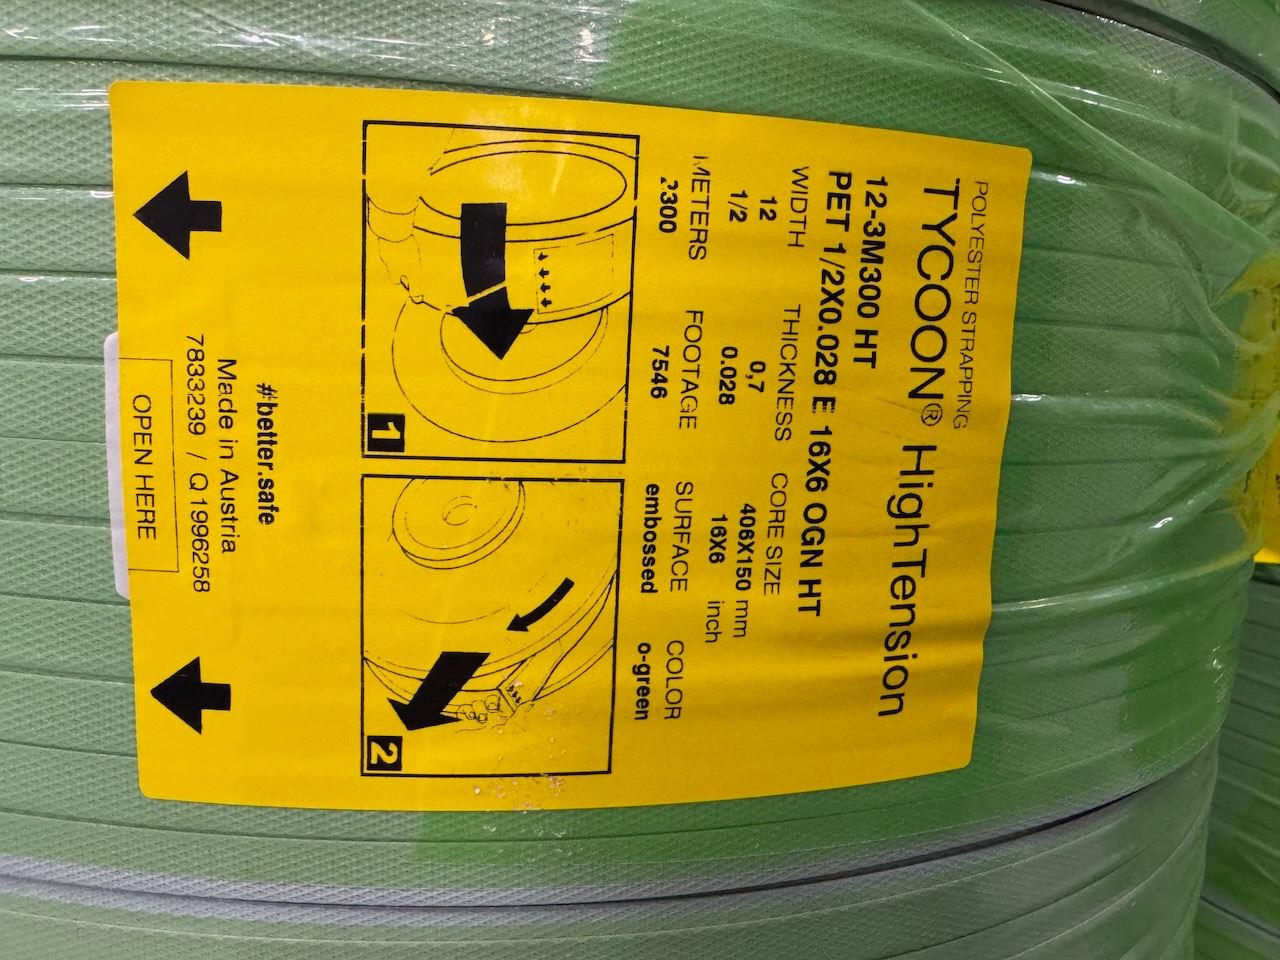 POLYESTER STRAPPING
TYCOON® HighTension
12-3M300 HT
PET 1/2X0.028 E 16X6 OGN HT
WIDTH THICKNESS CORE SIZE
12 0,7 406X150 mm
1/2 0.028 16X6 inch
METERS FOOTAGE SURFACE COLOR
2300 7546 embossed o-green
1
2
#better.safe
Made in Austria
7833239 / Q1996258
OPEN HERE